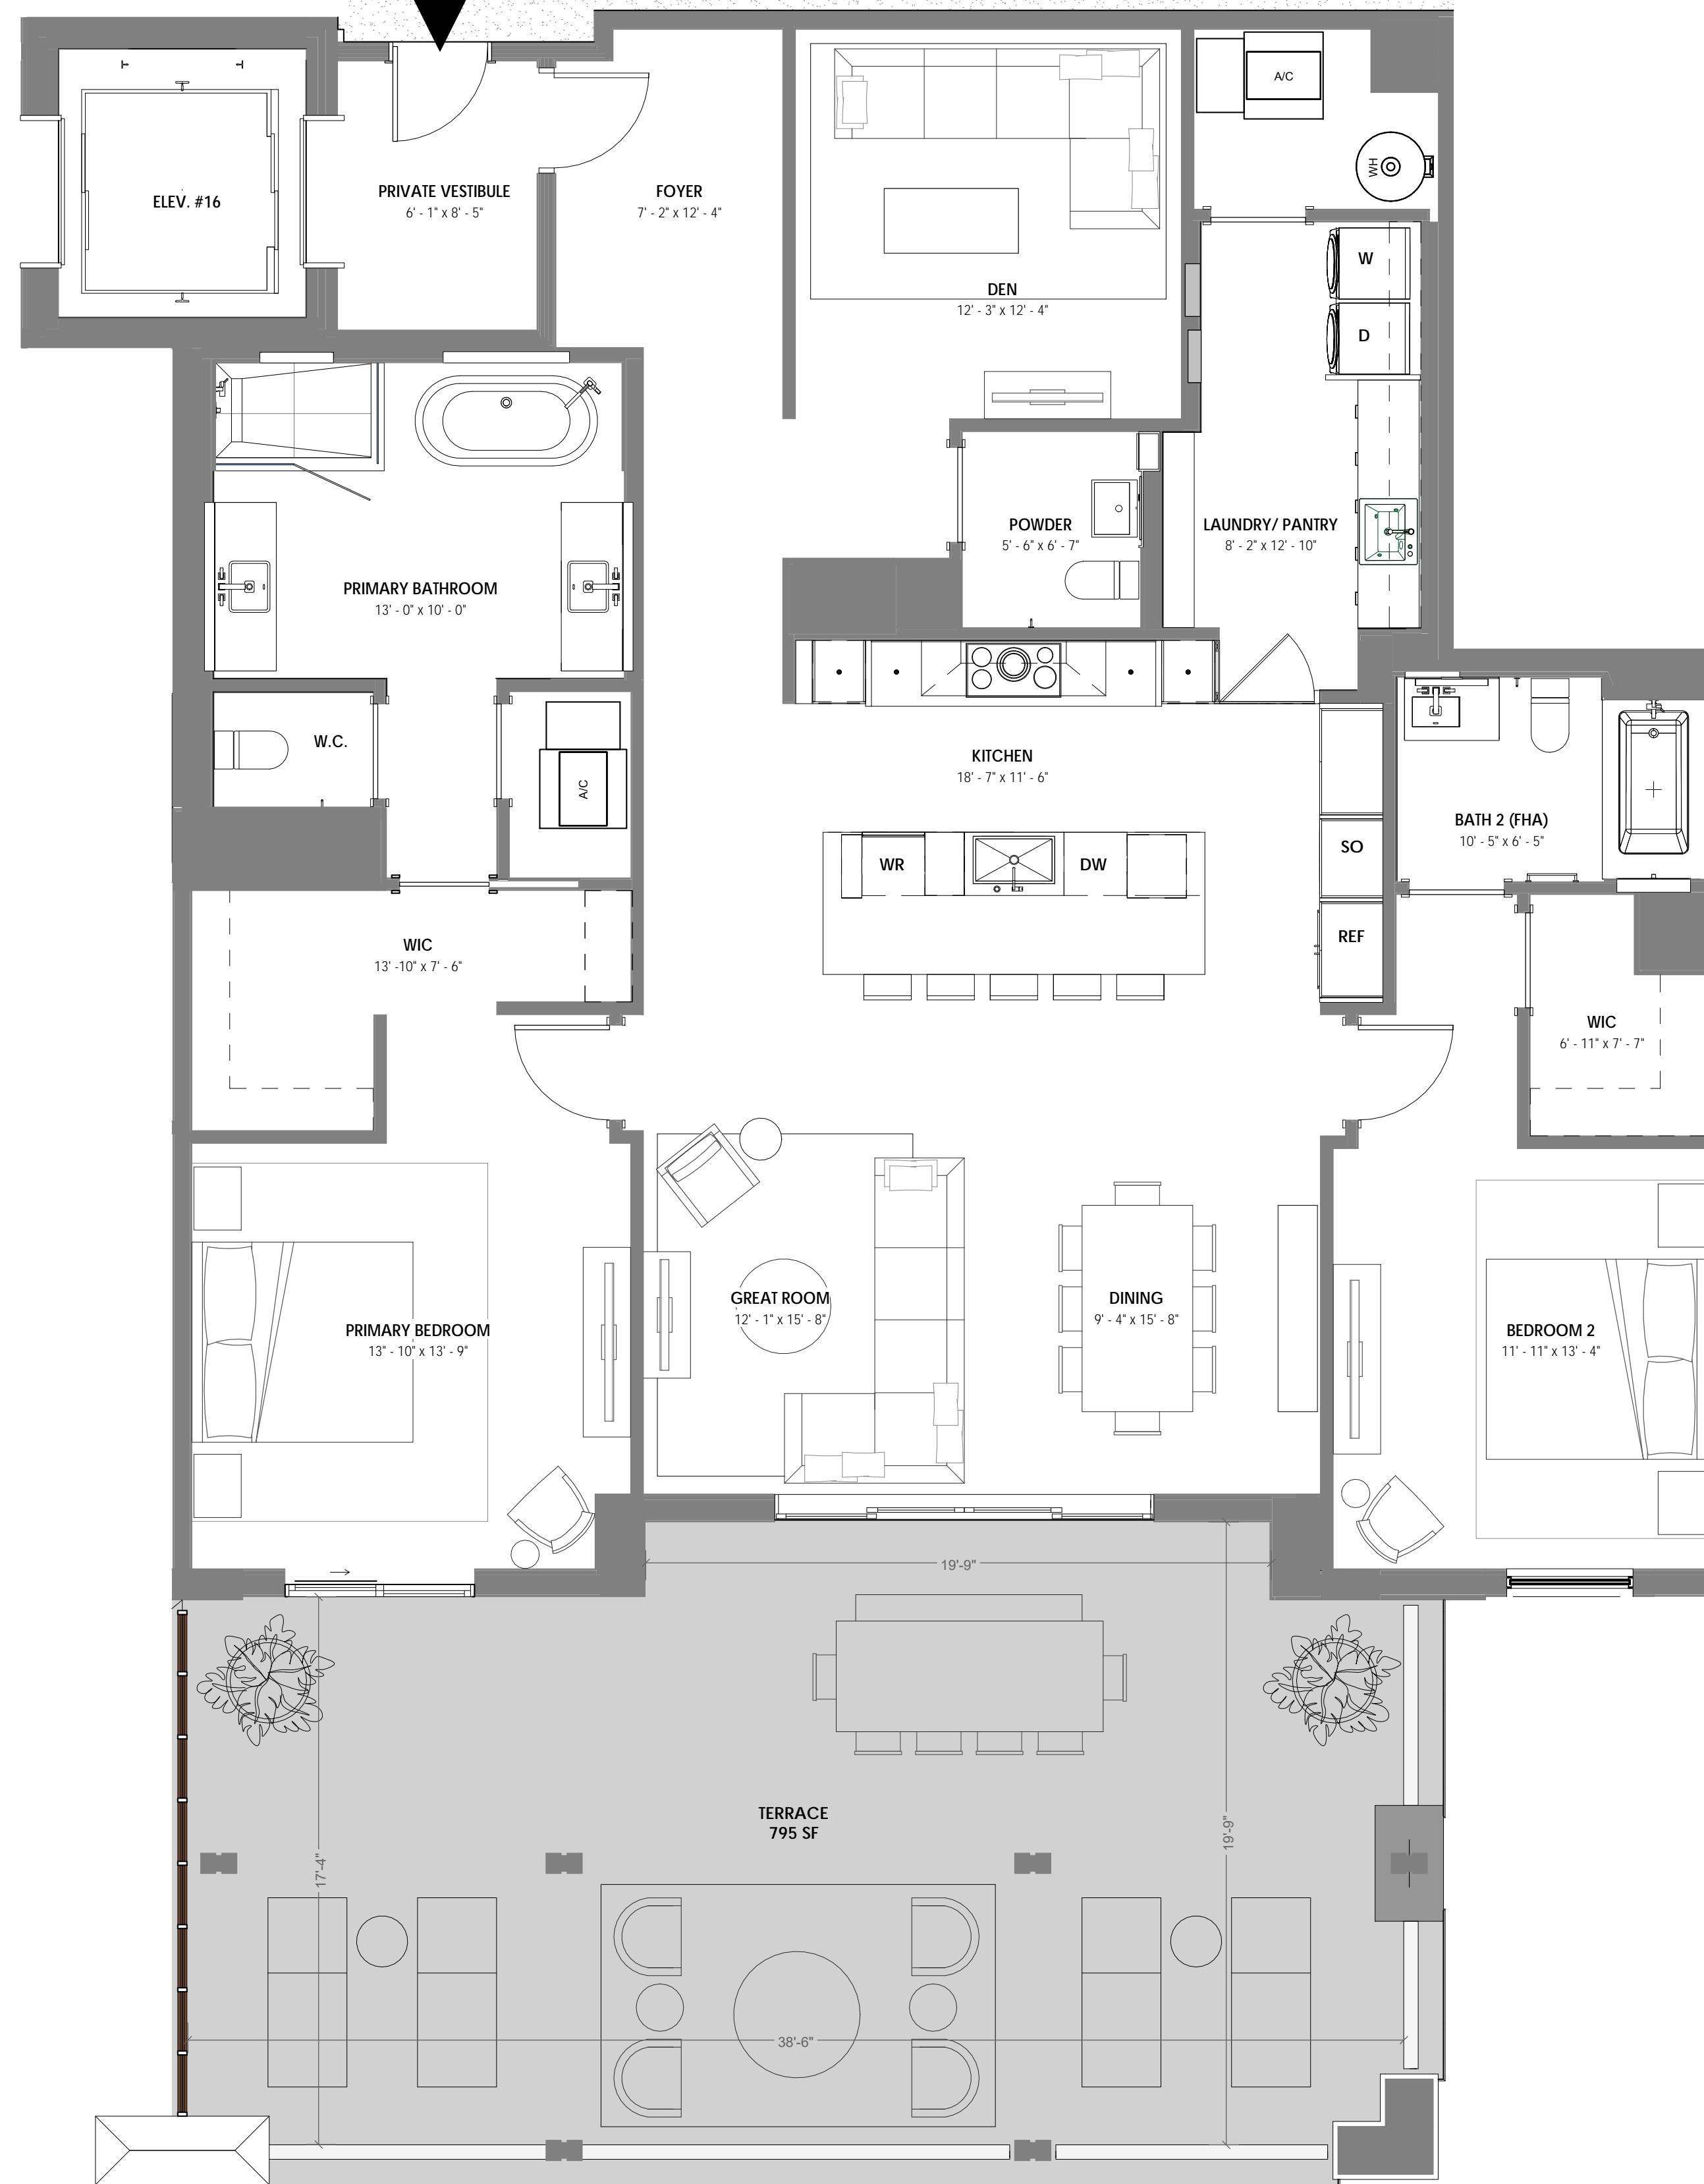 A/C
WH
ELEV. #16
PRIVATE VESTIBULE
6' - 1" x 8' - 5"
FOYER
7' - 2" x 12' - 4"
DEN
12' - 3" x 12' - 4"
W
D
POWDER
5' - 6" x 6' - 7"
LAUNDRY/ PANTRY
8' - 2" x 12' - 10"
PRIMARY BATHROOM
13' - 0" x 10' - 0"
W.C.
A/C
KITCHEN
18' - 7" x 11' - 6"
BATH 2 (FHA)
10' - 5" x 6' - 5"
WR
DW
SO
REF
WIC
13' -10" x 7' - 6"
WIC
6' - 11" x 7' - 7"
GREAT ROOM
12' - 1" x 15' - 8"
DINING
9' - 4" x 15' - 8"
PRIMARY BEDROOM
13" - 10" x 13' - 9"
BEDROOM 2
11' - 11" x 13' - 4"
19'-9"
TERRACE
795 SF
17'-4"
19'-9"
38'-6"